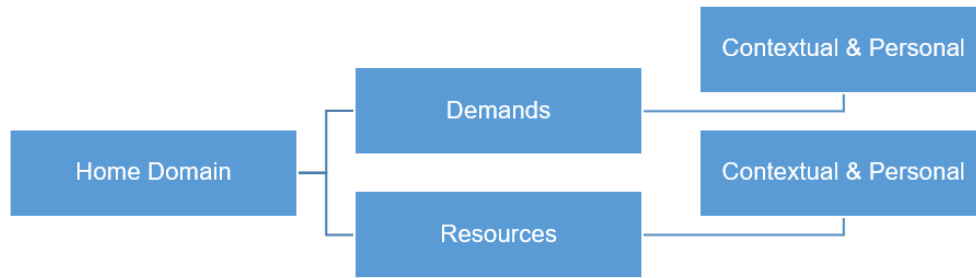 Contextual & Personal
Demands
Home Domain
Contextual & Personal
Resources